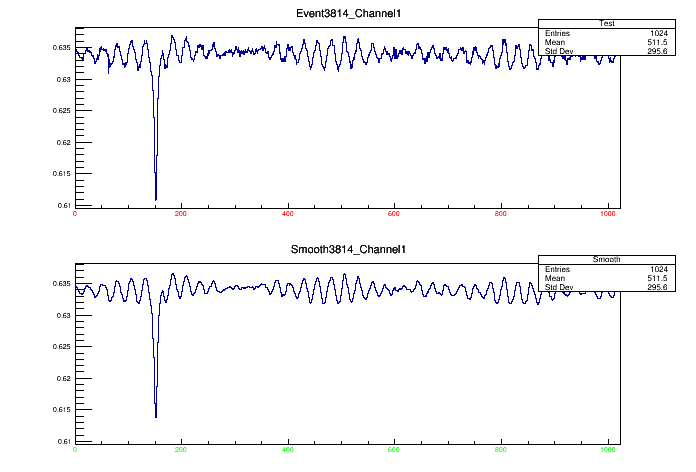 Event3814_Channel1
Test
Entries 1024
Mean 511.5
Std Dev 295.6
0.635
0.63
0.625
0.62
0.615
0.61
0 200 400 600 800 1000
Smooth3814_Channel1
Smooth
Entries 1024
Mean 511.5
Std Dev 295.6
0.635
0.63
0.625
0.62
0.615
0.61
0 200 400 600 800 1000